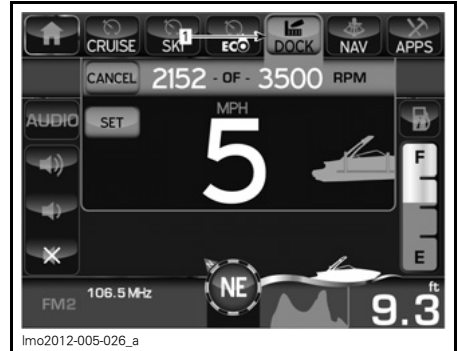 CRUISE SKI ECO DOCK NAV APPS
1
CANCEL 2152 - OF - 3500 RPM
AUDIO SET MPH
5
F
E
NE
FM2 106.5 MHz ft
9.3
lmo2012-005-026_a